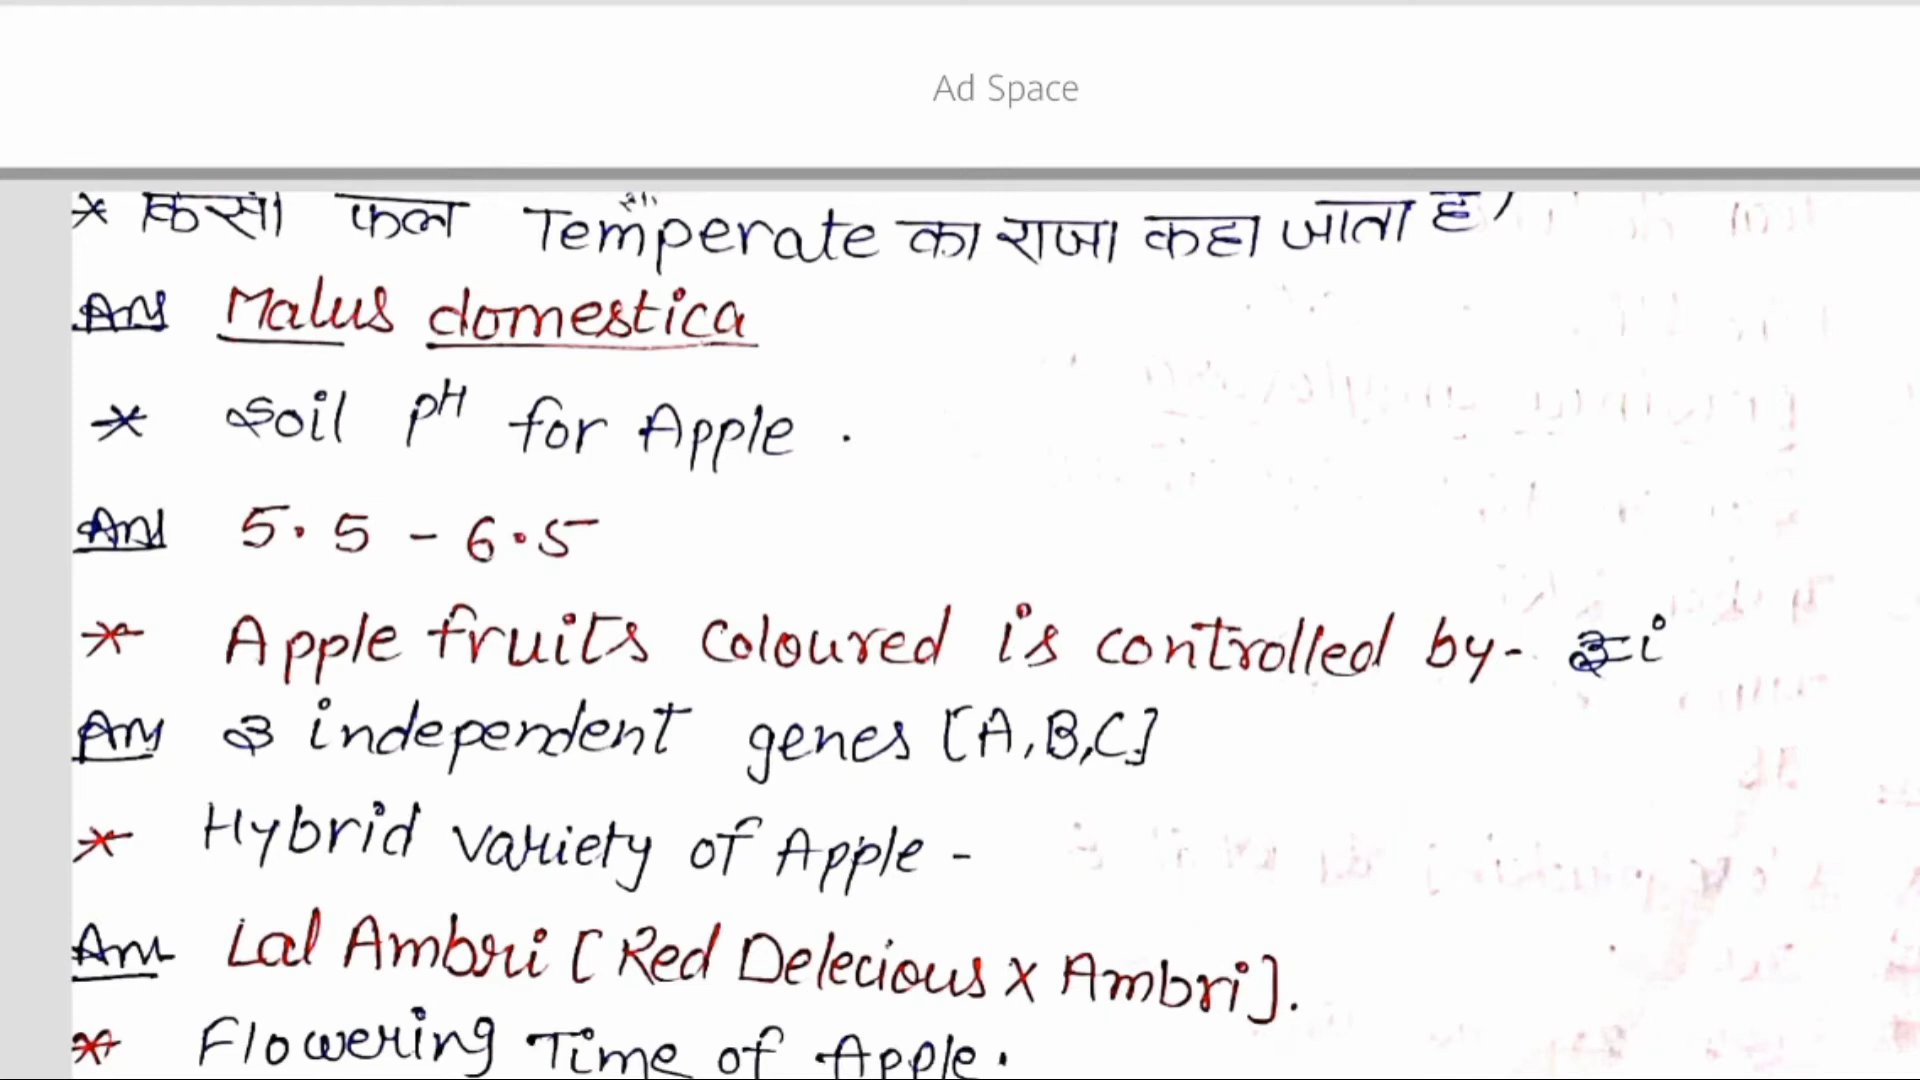 Ad Space
* किसी फल Temperate का राजा कहा जाता है।
Ans Malus domestica
* Soil pH for Apple .
Ans 5.5 - 6.5
* Apple fruits coloured is controlled by-
Ans 3 independent genes [A,B,C]
* Hybrid variety of Apple -
Ans Lal Ambri [Red Delecious X Ambri].
* Flowering Time of Apple.